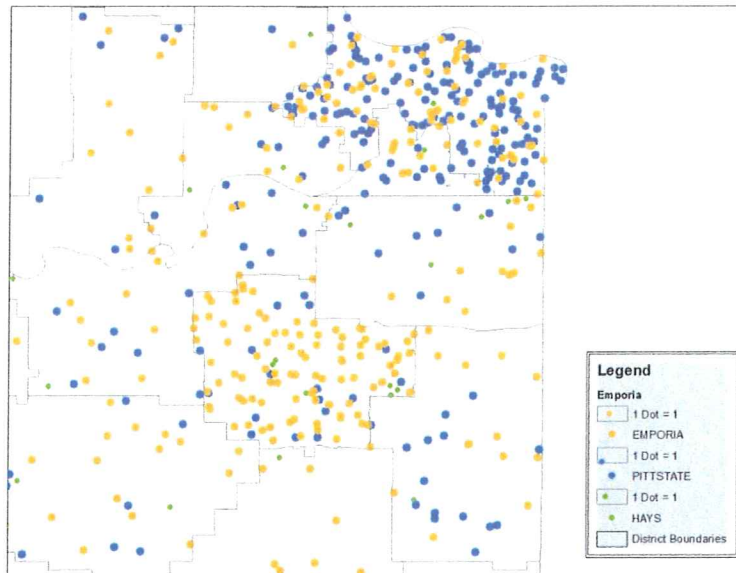 Legend
Emporia
1 Dot = 1
EMPORIA
1 Dot = 1
PITTSTATE
1 Dot = 1
HAYS
District Boundaries